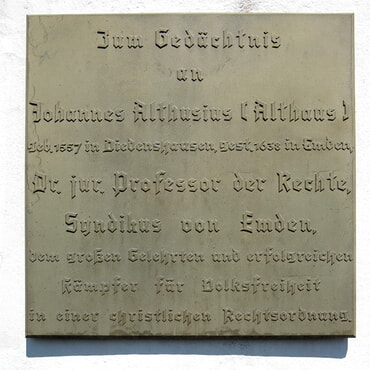 Zum Gedächtnis
an
Johannes Althusius (Althaus)
geb. 1557 in Diedenshausen, gest. 1638 in Emden,
Dr. jur. Professor der Rechte,
Syndikus von Emden,
dem großen Gelehrten und erfolgreichen
Kämpfer für Volksfreiheit
in einer christlichen Rechtsordnung.